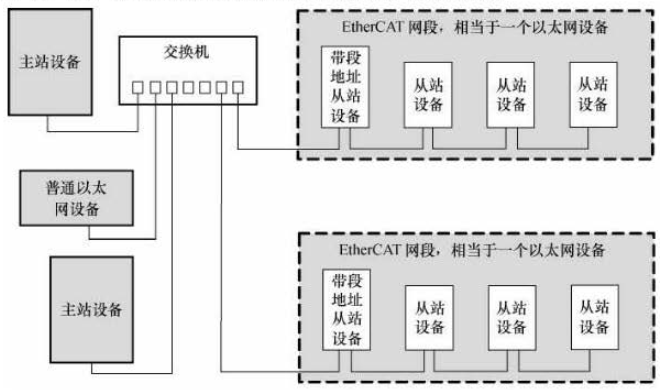 EtherCAT 网段，相当于一个以太网设备
主站设备
交换机
带段
地址
从站
设备
从站
设备
从站
设备
从站
设备
普通以太
网设备
EtherCAT 网段，相当于一个以太网设备
主站设备
带段
地址
从站
设备
从站
设备
从站
设备
从站
设备